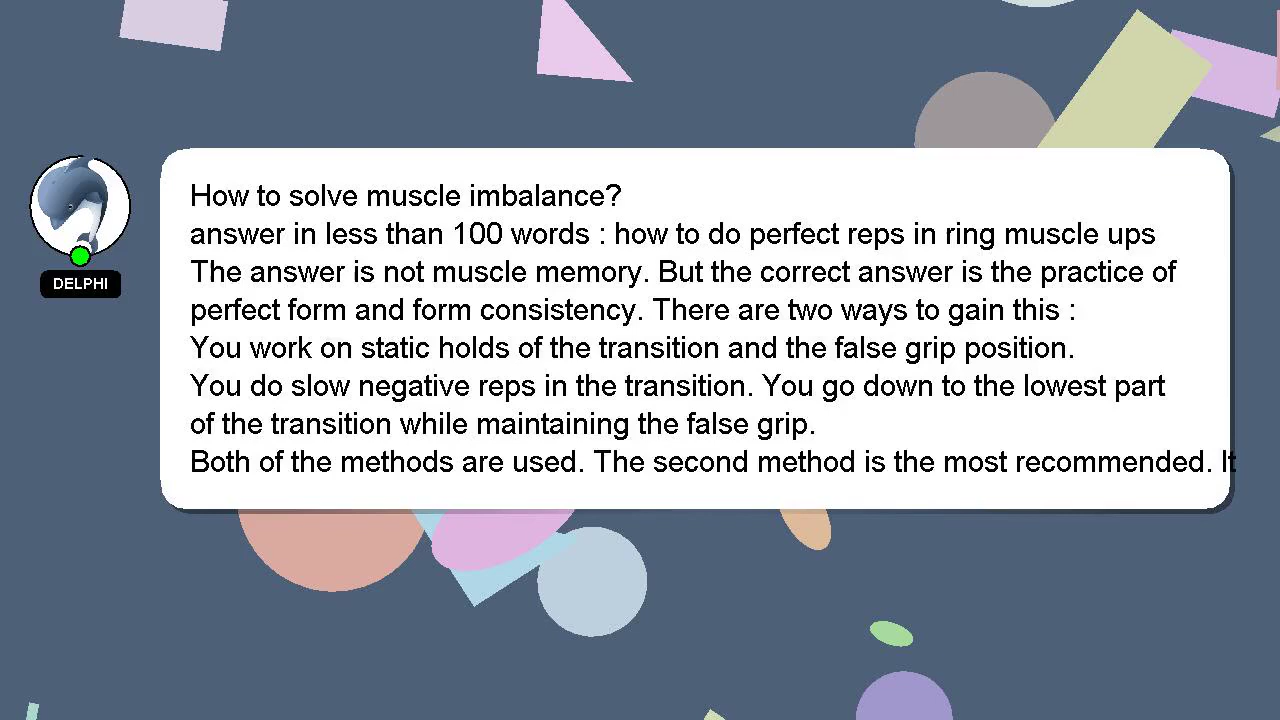 DELPHI
How to solve muscle imbalance?
answer in less than 100 words : how to do perfect reps in ring muscle ups
The answer is not muscle memory. But the correct answer is the practice of
perfect form and form consistency. There are two ways to gain this :
You work on static holds of the transition and the false grip position.
You do slow negative reps in the transition. You go down to the lowest part
of the transition while maintaining the false grip.
Both of the methods are used. The second method is the most recommended. It